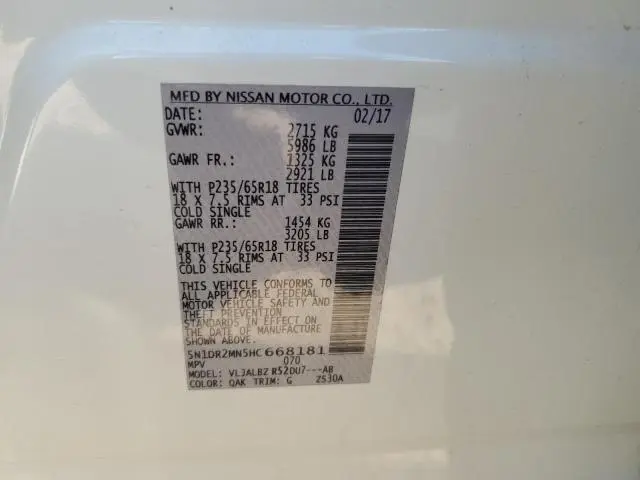 MFD BY NISSAN MOTOR CO., LTD.
DATE: 02/17
GVWR: 2715 KG
5986 LB
GAWR FR.: 1325 KG
2921 LB
WITH P235/65R18 TIRES
18 X 7.5 RIMS AT 33 PSI
COLD SINGLE
GAWR RR.: 1454 KG
3205 LB
WITH P235/65R18 TIRES
18 X 7.5 RIMS AT 33 PSI
COLD SINGLE
THIS VEHICLE CONFORMS TO
ALL APPLICABLE FEDERAL
MOTOR VEHICLE SAFETY AND
THEFT PREVENTION
STANDARDS IN EFFECT ON
THE DATE OF MANUFACTURE
SHOWN ABOVE.
5N1DR2MN5HC668181
MPV 070
MODEL: VLJALBZ R52DU7---AB
COLOR: QAK TRIM: G Z530A